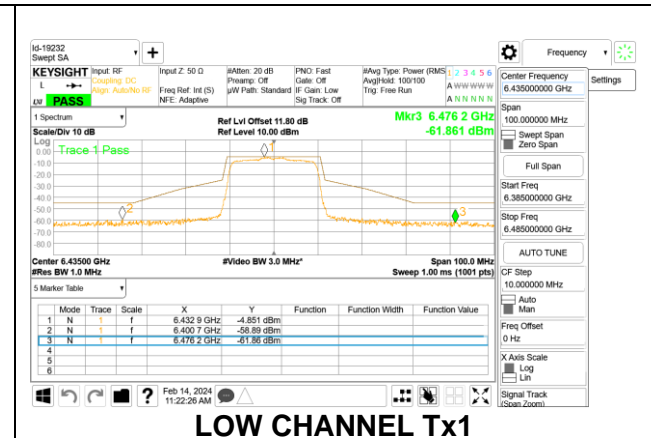 Id-19232
Swept SA
+
Frequency
Settings
KEYSIGHT
Input: RF
Coupling: DC
Align: Auto/No RF
Input Z: 50 Ω
Freq Ref: Int (S)
NFE: Adaptive
#Atten: 20 dB
Preamp: Off
µW Path: Standard
PNO: Fast
Gate: Off
IF Gain: Low
Sig Track: Off
#Avg Type: Power (RMS
Avg|Hold: 100/100
Trig: Free Run
1 2 3 4 5 6
A W W W W W
A N N N N N
L
PASS
1 Spectrum
Scale/Div 10 dB
Ref Lvl Offset 11.80 dB
Ref Level 10.00 dBm
Mkr3 6.476 2 GHz
-61.861 dBm
Log
Trace 1 Pass
0.00
-10.0
-20.0
-30.0
-40.0
-50.0
-60.0
-70.0
-80.0
1
2
3
Center 6.43500 GHz
#Res BW 1.0 MHz
#Video BW 3.0 MHz*
Span 100.0 MHz
Sweep 1.00 ms (1001 pts)
5 Marker Table
Mode Trace Scale X Y Function Function Width Function Value
1 N 1 f 6.432 9 GHz -4.851 dBm
2 N 1 f 6.400 7 GHz -58.89 dBm
3 N 1 f 6.476 2 GHz -61.86 dBm
4
5
6
Center Frequency
6.435000000 GHz
Span
100.000000 MHz
Swept Span
Zero Span
Full Span
Start Freq
6.385000000 GHz
Stop Freq
6.485000000 GHz
AUTO TUNE
CF Step
10.000000 MHz
Auto
Man
Freq Offset
0 Hz
X Axis Scale
Log
Lin
Signal Track
(Span Zoom)
?
Feb 14, 2024
11:22:26 AM
LOW CHANNEL Tx1